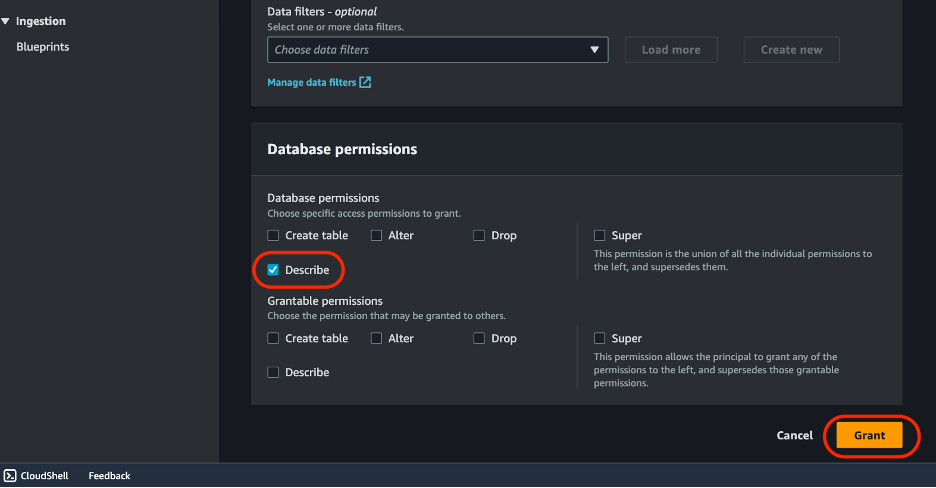 Ingestion
Blueprints
Data filters - optional
Select one or more data filters.
Choose data filters
Load more
Create new
Manage data filters
Database permissions
Database permissions
Choose specific access permissions to grant.
Create table Alter Drop
Super
This permission is the union of all the individual permissions to
the left, and supersedes them.
Describe
Grantable permissions
Choose the permission that may be granted to others.
Create table Alter Drop
Super
This permission allows the principal to grant any of the
permissions to the left, and supersedes those grantable
permissions.
Describe
Cancel Grant
CloudShell Feedback